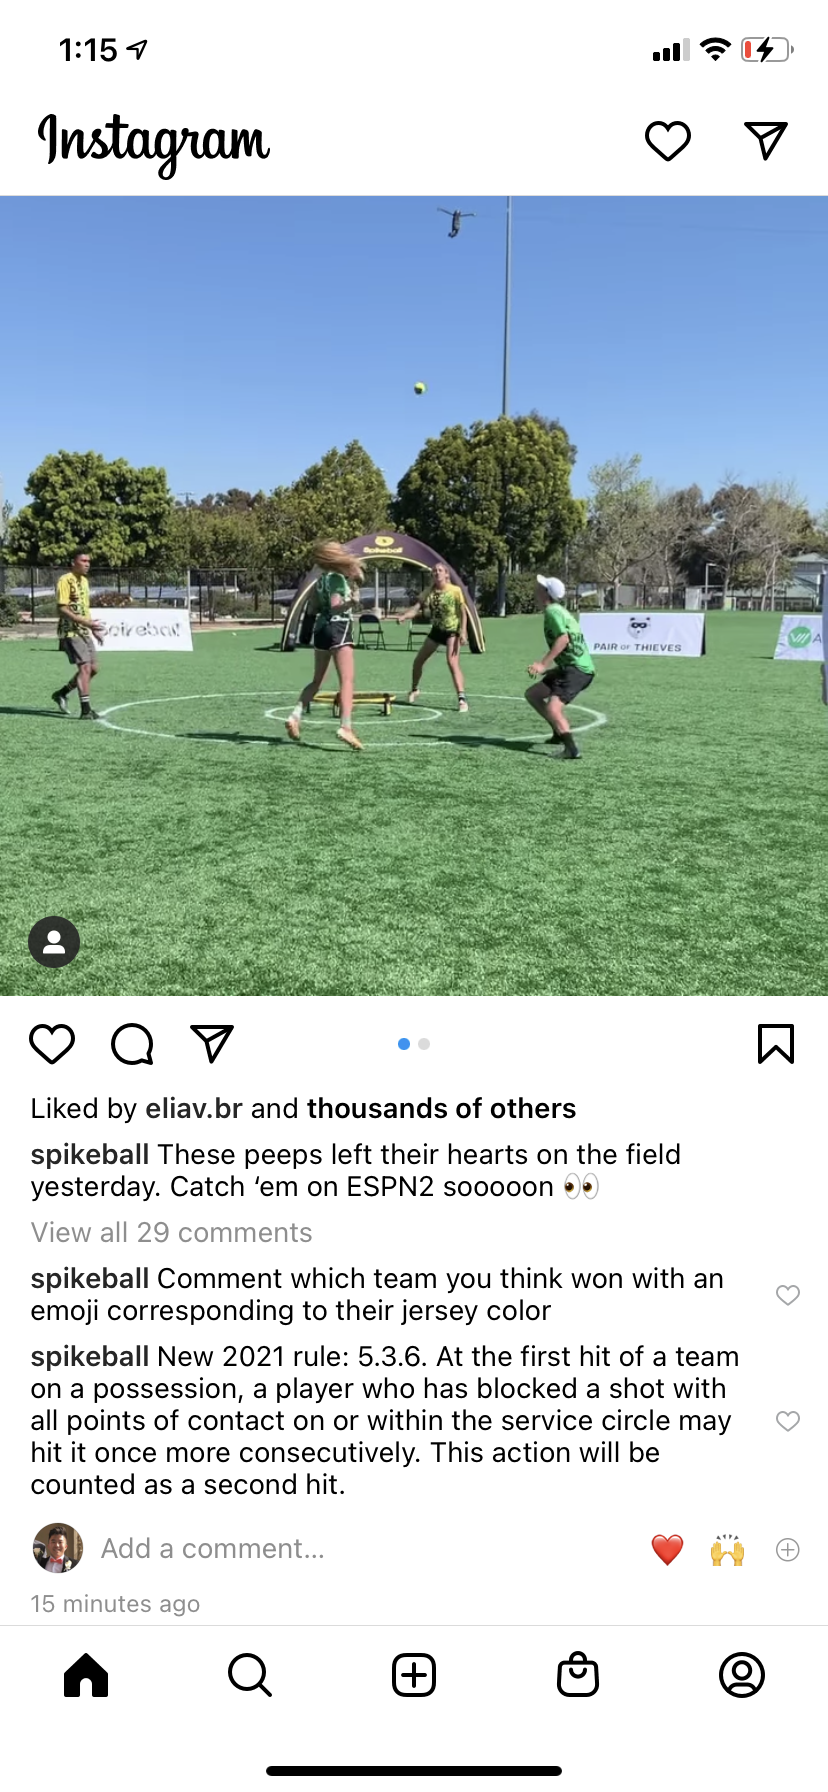 1:15
Instagram
Spikeball
Spikeball
PAIR OF THIEVES
Liked by eliav.br and thousands of others
spikeball These peeps left their hearts on the field
yesterday. Catch ‘em on ESPN2 sooooon 👀
View all 29 comments
spikeball Comment which team you think won with an
emoji corresponding to their jersey color
spikeball New 2021 rule: 5.3.6. At the first hit of a team
on a possession, a player who has blocked a shot with
all points of contact on or within the service circle may
hit it once more consecutively. This action will be
counted as a second hit.
Add a comment...
15 minutes ago